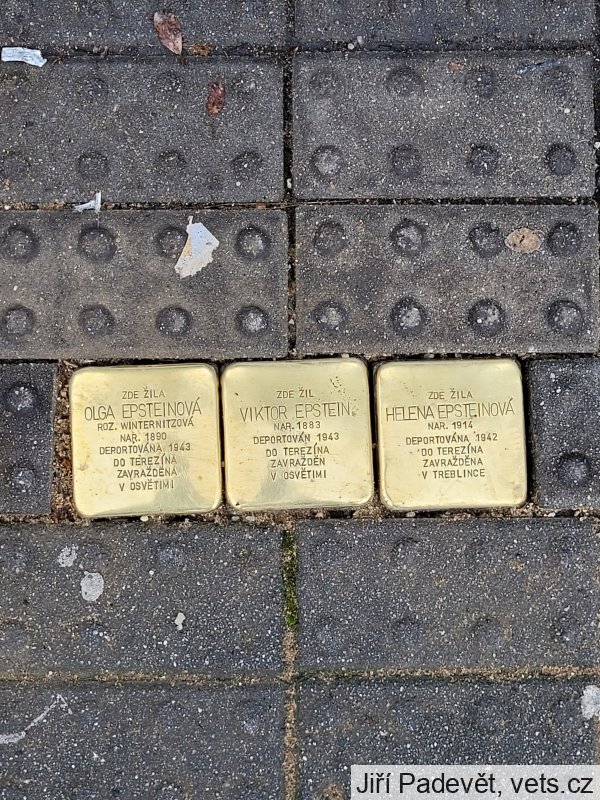 ZDE ŽILA
OLGA EPSTEINOVÁ
ROZ. WINTERNITZOVÁ
NAR. 1890
DEPORTOVÁNA 1943
DO TEREZÍNA
ZAVRAŽDĚNA
V OSVĚTIMI
ZDE ŽIL
VIKTOR EPSTEIN
NAR. 1883
DEPORTOVÁN 1943
DO TEREZÍNA
ZAVRAŽDĚN
V OSVĚTIMI
ZDE ŽILA
HELENA EPSTEINOVÁ
NAR. 1914
DEPORTOVÁNA 1942
DO TEREZÍNA
ZAVRAŽDĚNA
V TREBLINCE
Jiří Padevět, vets.cz